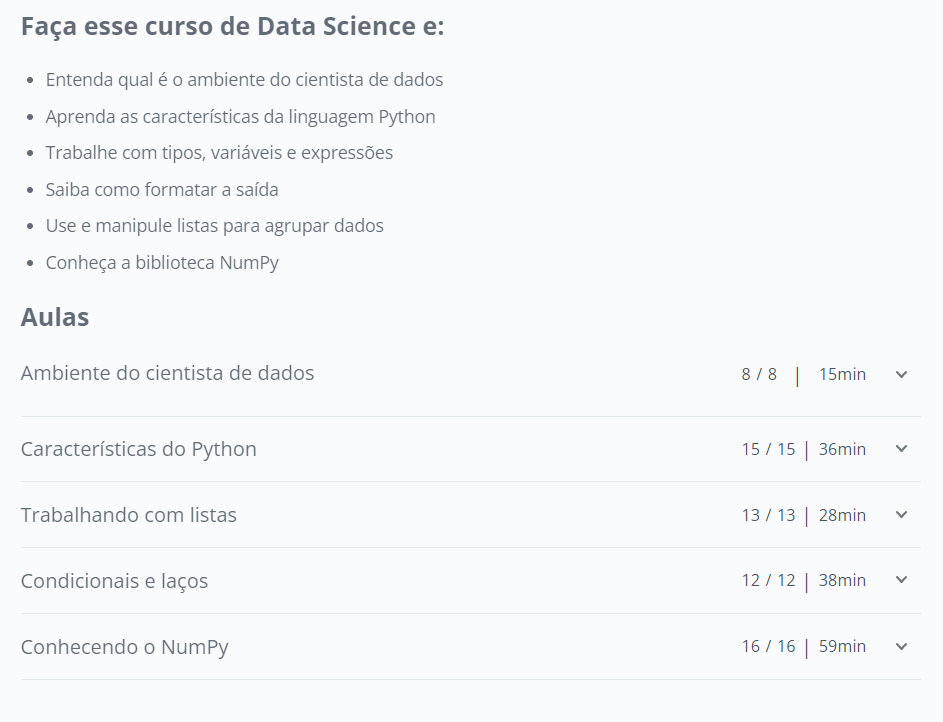 Faça esse curso de Data Science e:
• Entenda qual é o ambiente do cientista de dados
• Aprenda as características da linguagem Python
• Trabalhe com tipos, variáveis e expressões
• Saiba como formatar a saída
• Use e manipule listas para agrupar dados
• Conheça a biblioteca NumPy
Aulas
Ambiente do cientista de dados 8 / 8 | 15min
Características do Python 15 / 15 | 36min
Trabalhando com listas 13 / 13 | 28min
Condicionais e laços 12 / 12 | 38min
Conhecendo o NumPy 16 / 16 | 59min